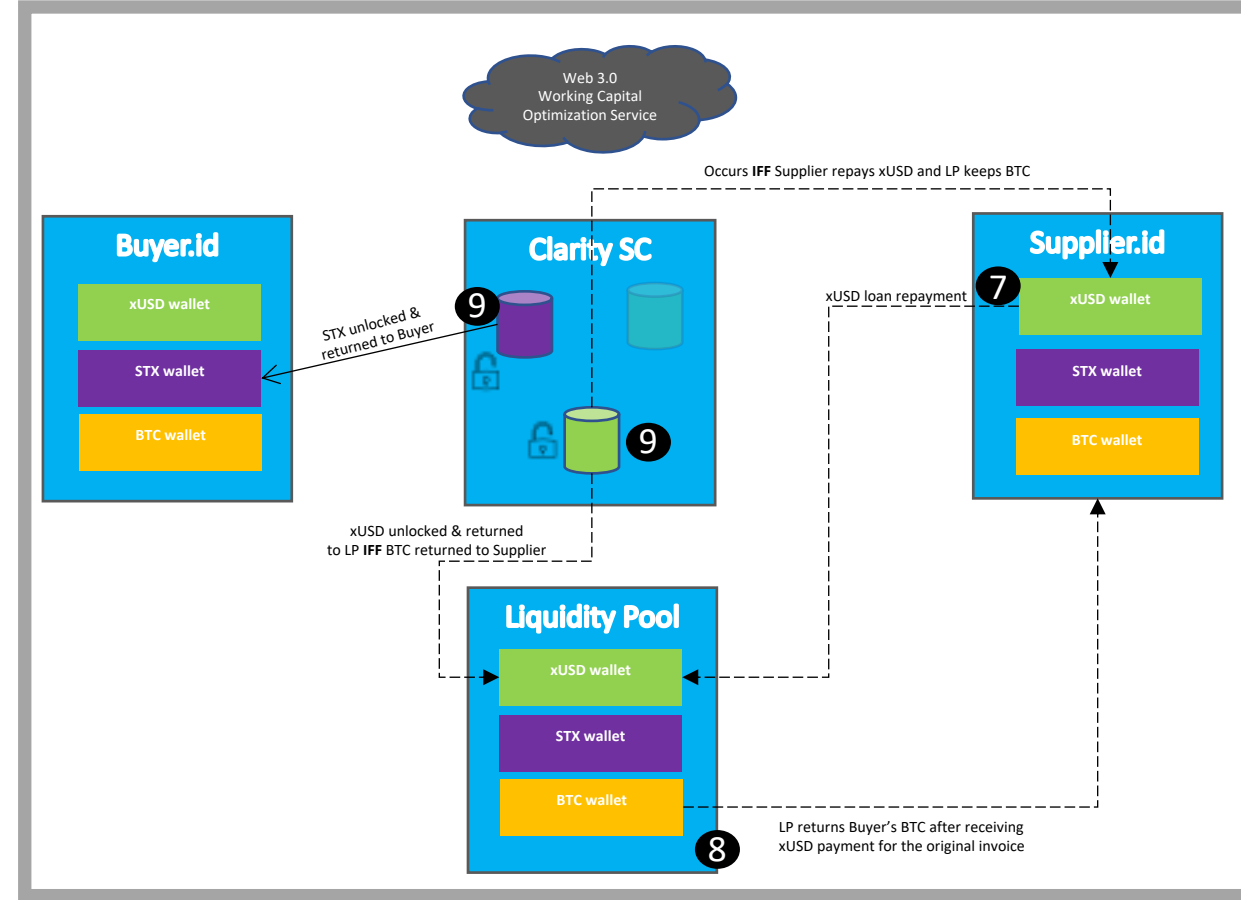 Web 3.0
Working Capital
Optimization Service
Occurs IFF Supplier repays xUSD and LP keeps BTC
Buyer.id
xUSD wallet
STX wallet
BTC wallet
STX unlocked &
returned to Buyer
Clarity SC
9
9
Supplier.id
7
xUSD wallet
STX wallet
BTC wallet
xUSD loan repayment
xUSD unlocked & returned
to LP IFF BTC returned to Supplier
Liquidity Pool
xUSD wallet
STX wallet
BTC wallet
8
LP returns Buyer’s BTC after receiving
xUSD payment for the original invoice